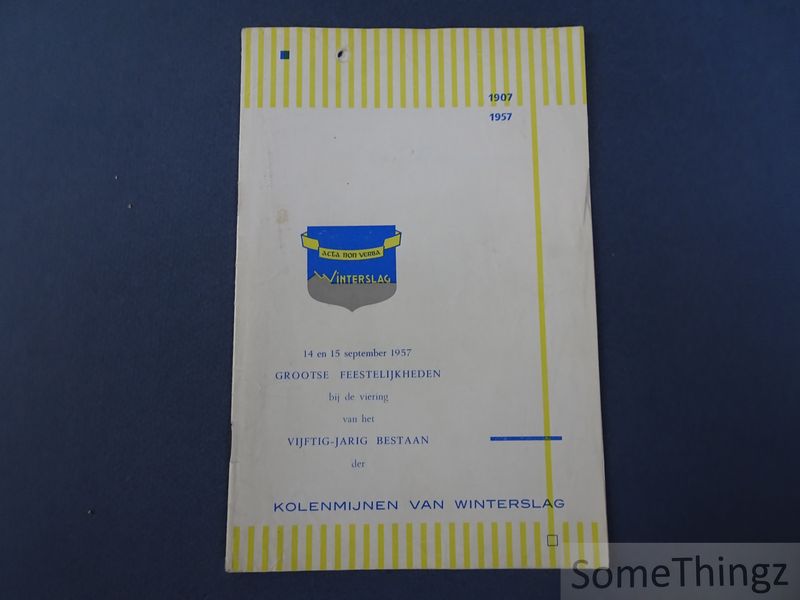 1907
1957
ACTA NON VERBA
WINTERSLAG
14 en 15 september 1957
GROOTSE FEESTELIJKHEDEN
bij de viering
van het
VIJFTIG-JARIG BESTAAN
der
KOLENMIJNEN VAN WINTERSLAG
SomeThingz